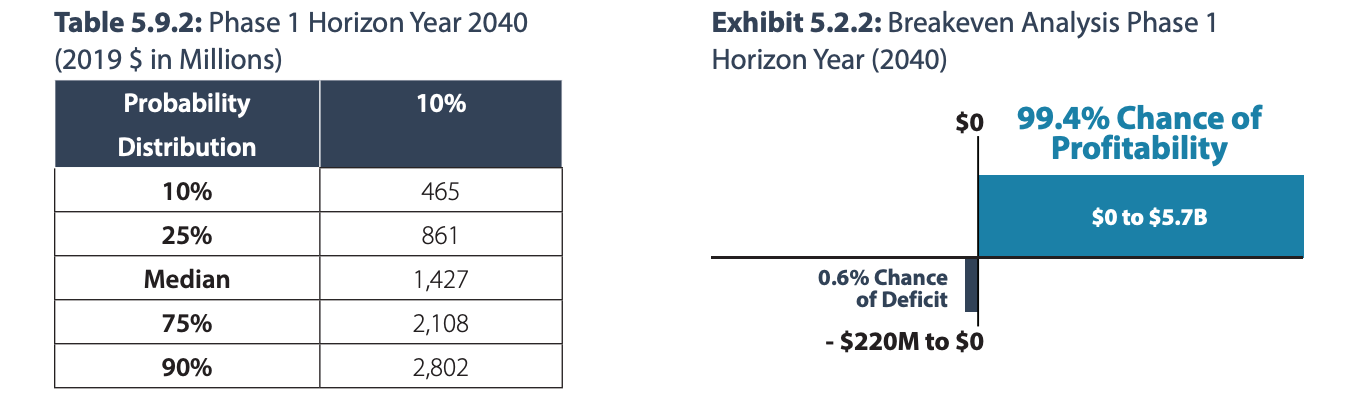 Table 5.9.2: Phase 1 Horizon Year 2040
(2019 $ in Millions)
Probability
Distribution
10%
10%
465
25%
861
Median
1,427
75%
2,108
90%
2,802
Exhibit 5.2.2: Breakeven Analysis Phase 1
Horizon Year (2040)
$0
99.4% Chance of
Profitability
$0 to $5.7B
0.6% Chance
of Deficit
- $220M to $0